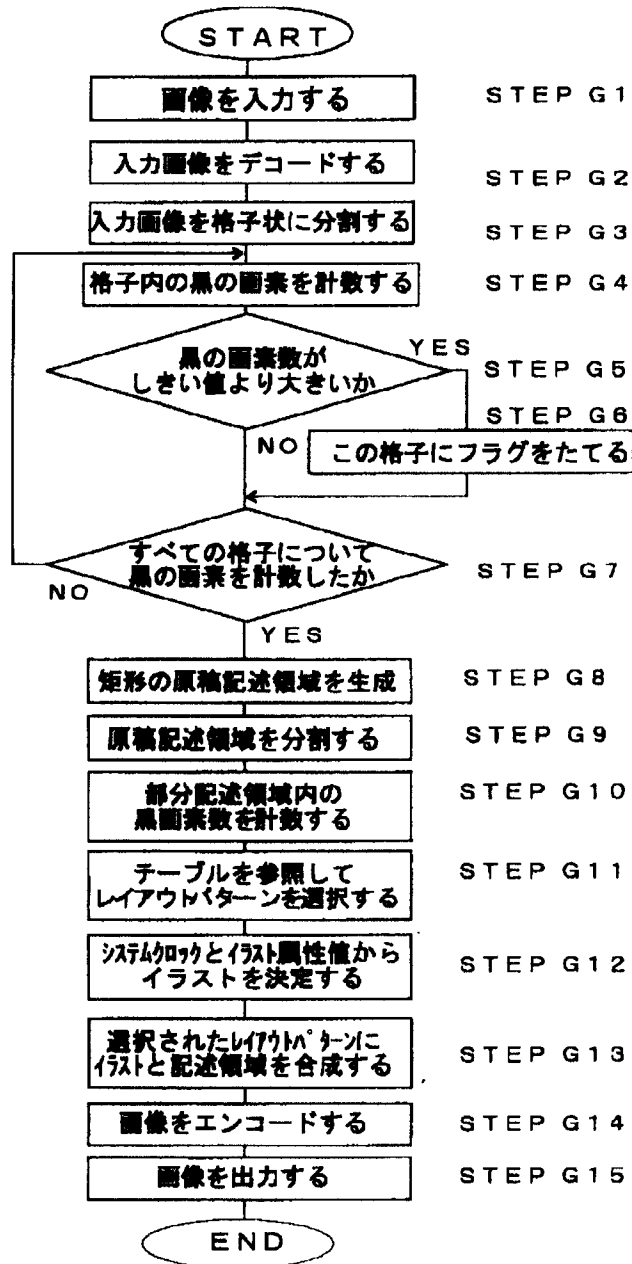 START
画像を入力する
STEP G1
入力画像をデコードする
STEP G2
入力画像を格子状に分割する
STEP G3
格子内の黒の画素を計数する
STEP G4
黒の画素数が
しきい値より大きいか
YES
STEP G5
STEP G6
NO
この格子にフラグをたてる
すべての格子について
黒の画素を計数したか
STEP G7
NO
YES
矩形の原稿記述領域を生成
STEP G8
原稿記述領域を分割する
STEP G9
部分記述領域内の
黒画素数を計数する
STEP G10
テーブルを参照して
レイアウトパターンを選択する
STEP G11
システムクロックとイラスト属性値から
イラストを決定する
STEP G12
選択されたレイアウトパターンに
イラストと記述領域を合成する
STEP G13
画像をエンコードする
STEP G14
画像を出力する
STEP G15
END